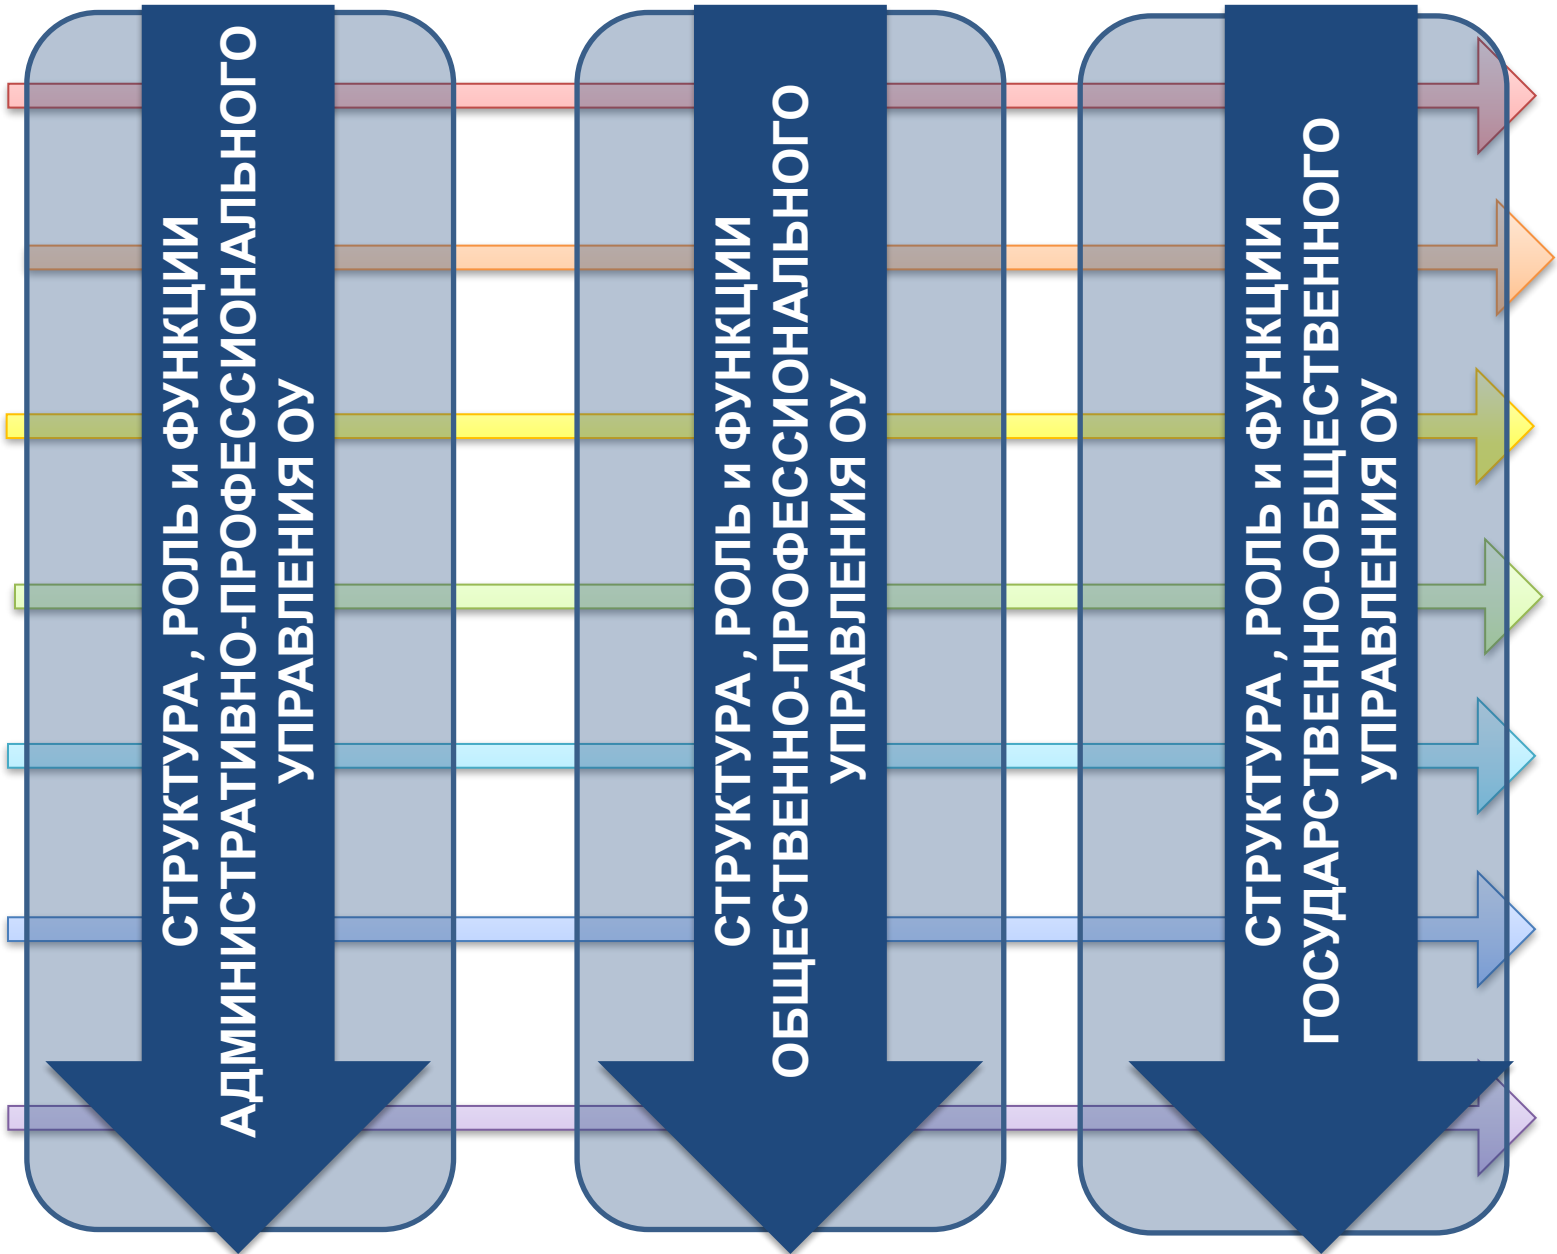 СТРУКТУРА , РОЛЬ и ФУНКЦИИ
АДМИНИСТРАТИВНО-ПРОФЕССИОНАЛЬНОГО
УПРАВЛЕНИЯ ОУ
СТРУКТУРА , РОЛЬ и ФУНКЦИИ
ОБЩЕСТВЕННО-ПРОФЕССИОНАЛЬНОГО
УПРАВЛЕНИЯ ОУ
СТРУКТУРА , РОЛЬ и ФУНКЦИИ
ГОСУДАРСТВЕННО-ОБЩЕСТВЕННОГО
УПРАВЛЕНИЯ ОУ